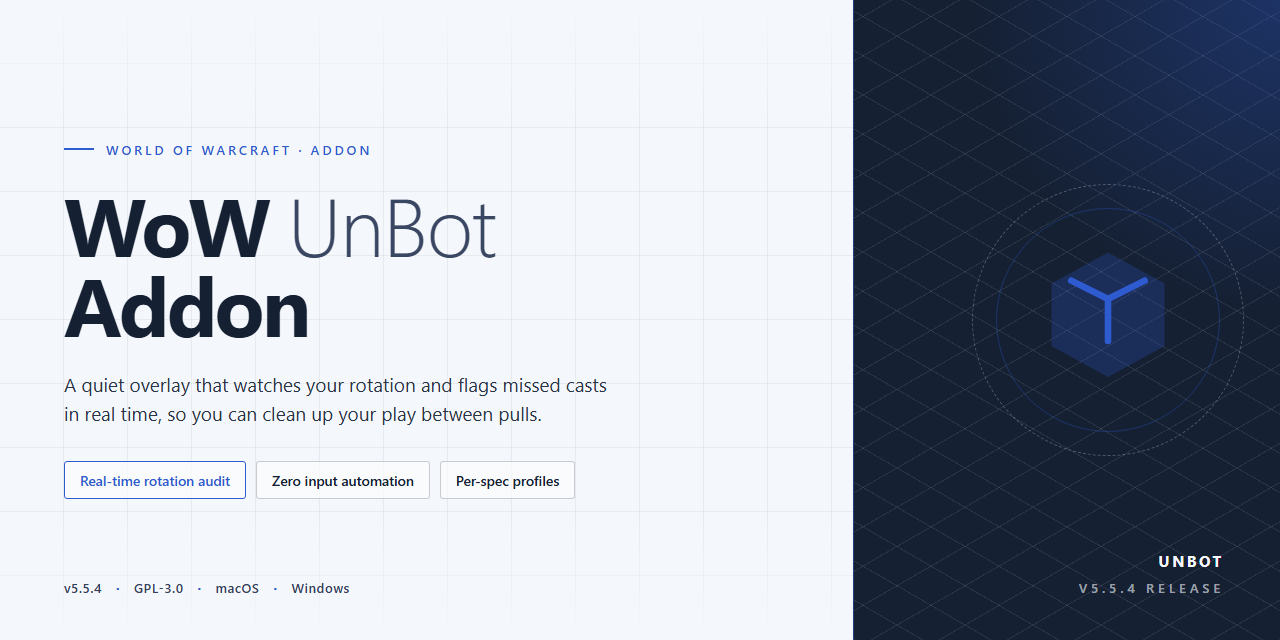 WORLD OF WARCRAFT · ADDON
WoW UnBot
Addon
A quiet overlay that watches your rotation and flags missed casts
in real time, so you can clean up your play between pulls.
Real-time rotation audit
Zero input automation
Per-spec profiles
v5.5.4 · GPL-3.0 · macOS · Windows
UNBOT
V5.5.4 RELEASE